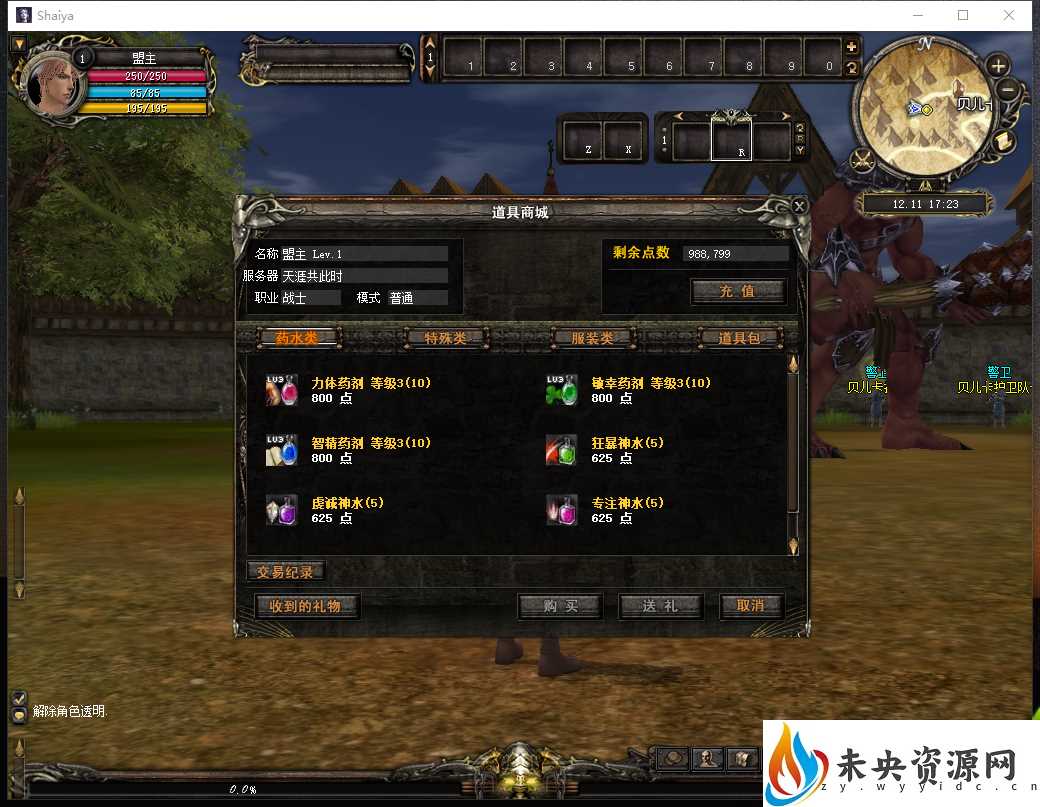 Shaiya
1
盟主
250/250
85/85
195/195
1
1 2 3 4 5 6 7 8 9 0
N
贝儿卡
Z X
1
R
R
Y
12.11 17:23
道具商城
名称 盟主 Lev.1
服务器 天涯共此时
职业 战士 模式 普通
剩余点数 988,799
充值
药水类 特殊类 服装类 道具包
LV3 力体药剂 等级3(10)
800 点
LV3 敏幸药剂 等级3(10)
800 点
LV3 智精药剂 等级3(10)
800 点
狂暴神水(5)
625 点
虔诚神水(5)
625 点
专注神水(5)
625 点
警卫
贝儿卡护卫队
交易纪录
收到的礼物 购买 送礼 取消
解除角色透明.
0.0%
未央资源网
zy.wyyidc.cn